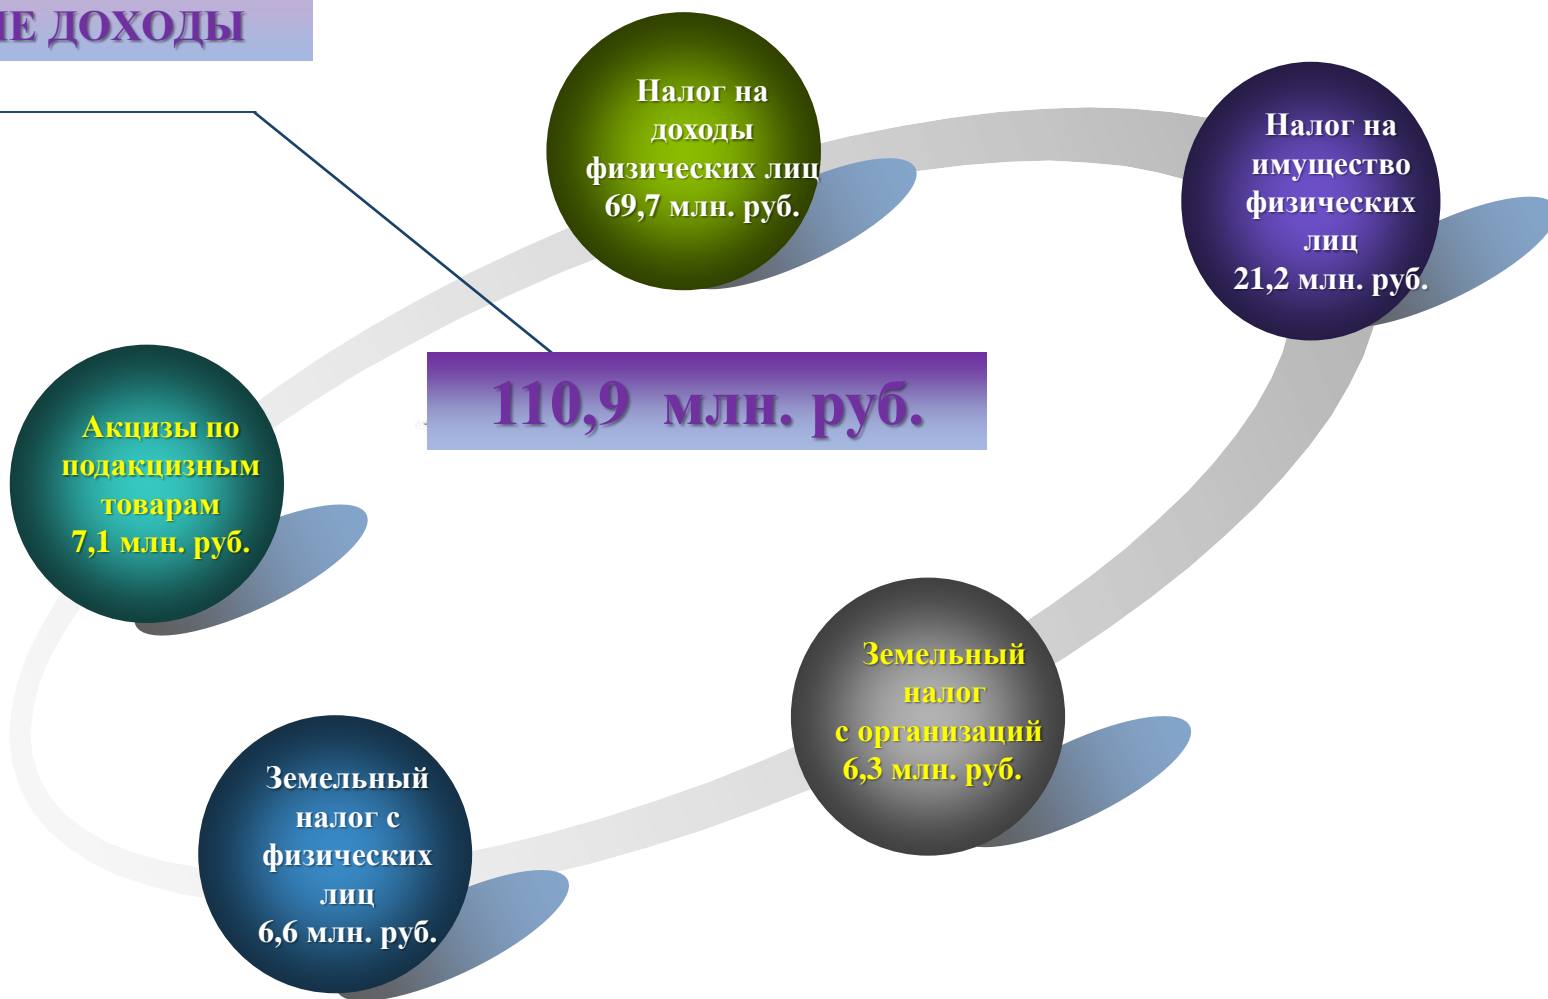 ИЕ ДОХОДЫ
Налог на
доходы
физических лиц
69,7 млн. руб.
Налог на
имущество
физических
лиц
21,2 млн. руб.
110,9 млн. руб.
Акцизы по
подакцизным
товарам
7,1 млн. руб.
Земельный
налог
с организаций
6,3 млн. руб.
Земельный
налог с
физических
лиц
6,6 млн. руб.